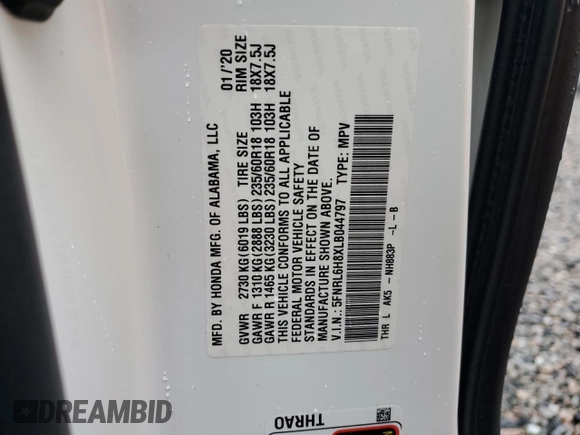 MFD. BY HONDA MFG. OF ALABAMA, LLC 01/'20
GVWR 2730 KG(6019 LBS) TIRE SIZE RIM SIZE
GAWR F 1310 KG(2888 LBS)235/60R18 103H 18X7.5J
GAWR R 1465 KG(3230 LBS)235/60R18 103H 18X7.5J
THIS VEHICLE CONFORMS TO ALL APPLICABLE
FEDERAL MOTOR VEHICLE SAFETY
STANDARDS IN EFFECT ON THE DATE OF
MANUFACTURE SHOWN ABOVE.
V.I.N.: 5FNRL6H8XLB044797 TYPE: MPV
THR L AK5 - NH883P -L - B
THRA0
DREAMBID